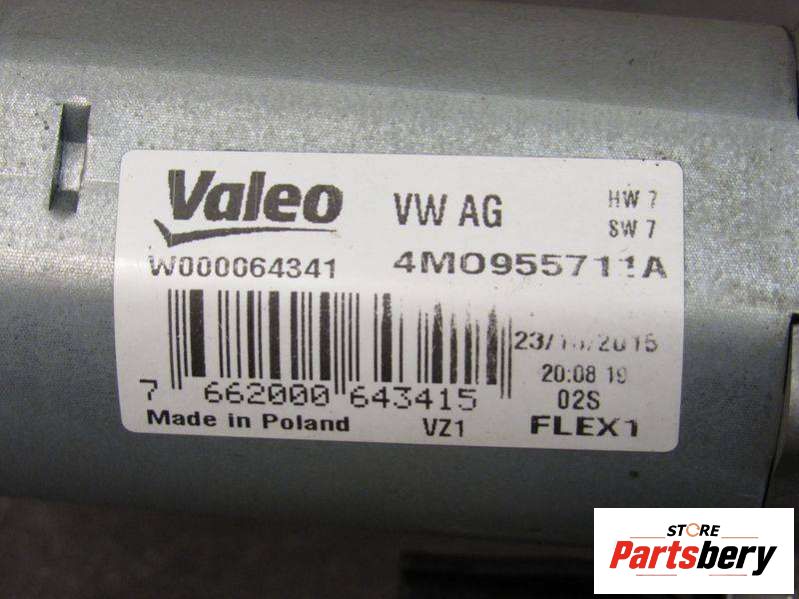 Valeo VW AG HW 7
SW 7
W000064341 4M0955711A
20:08 19
7 662000 643415 02S
Made in Poland VZ1 FLEX1
STORE
Partsbery